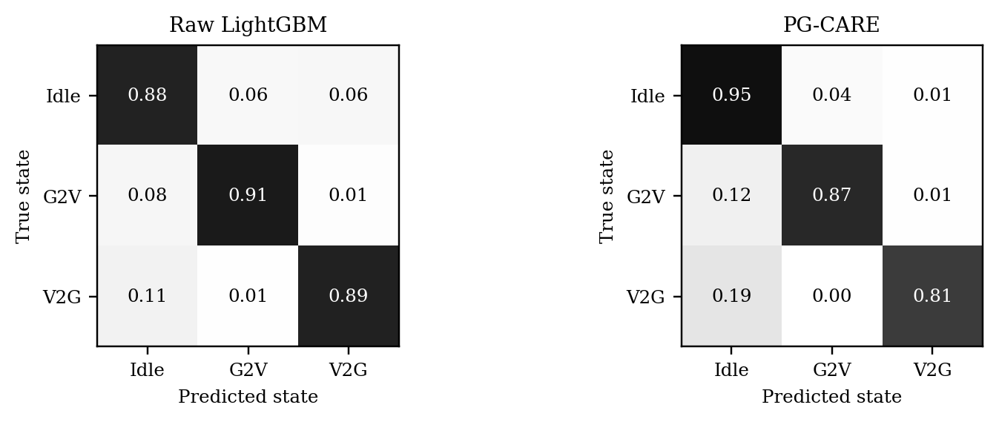 Raw LightGBM
True state
Idle 0.88 0.06 0.06
G2V 0.08 0.91 0.01
V2G 0.11 0.01 0.89
Idle G2V V2G
Predicted state
PG-CARE
True state
Idle 0.95 0.04 0.01
G2V 0.12 0.87 0.01
V2G 0.19 0.00 0.81
Idle G2V V2G
Predicted state